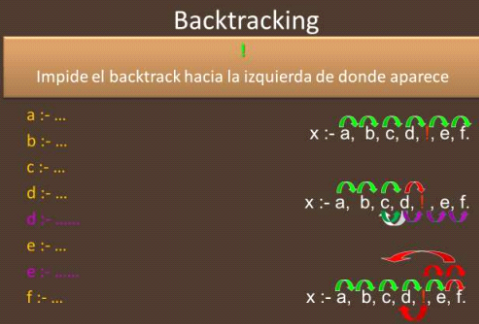 Backtracking
!
Impide el backtrack hacia la izquierda de donde aparece
a :- ...
b :- ...
c :- ...
d :- ...
d :- ......
e :- ...
e :- ......
f :- ...
x :- a, b, c, d, !, e, f.
x :- a, b, c, d, ! , e, f.
x :- a, b, c, d, !, e, f.